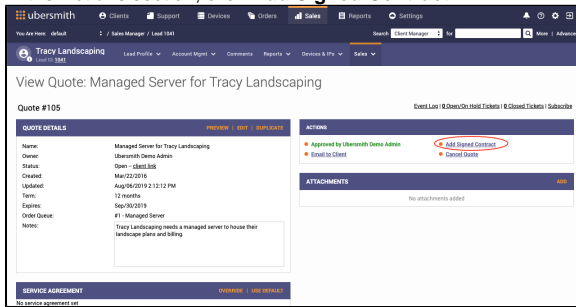 ubersmith Clients Support Devices Orders Sales Reports Settings
You Are Here: default / Sales Manager / Lead 1041 Search Client Manager for More | Advance
Tracy Landscaping Lead Profile Account Mgmt Comments Reports Devices & IPs Sales
Lead ID: 1041
View Quote: Managed Server for Tracy Landscaping
Quote #105 Event Log | 0 Open/On Hold Tickets | 0 Closed Tickets | Subscribe
QUOTE DETAILS PREVIEW | EDIT | DUPLICATE ACTIONS
Name: Managed Server for Tracy Landscaping Approved by Ubersmith Demo Admin Add Signed Contract
Owner: Ubersmith Demo Admin Email to Client Cancel Quote
Status: Open – client link
Created: Mar/22/2016
Updated: Aug/06/2019 2:12:12 PM ATTACHMENTS ADD
Term: 12 months
Expires: Sep/30/2019 No attachments added
Order Queue: #1 - Managed Server
Notes: Tracy Landscaping needs a managed server to house their
landscape plans and billing.
SERVICE AGREEMENT OVERRIDE | USE DEFAULT
No service agreement set